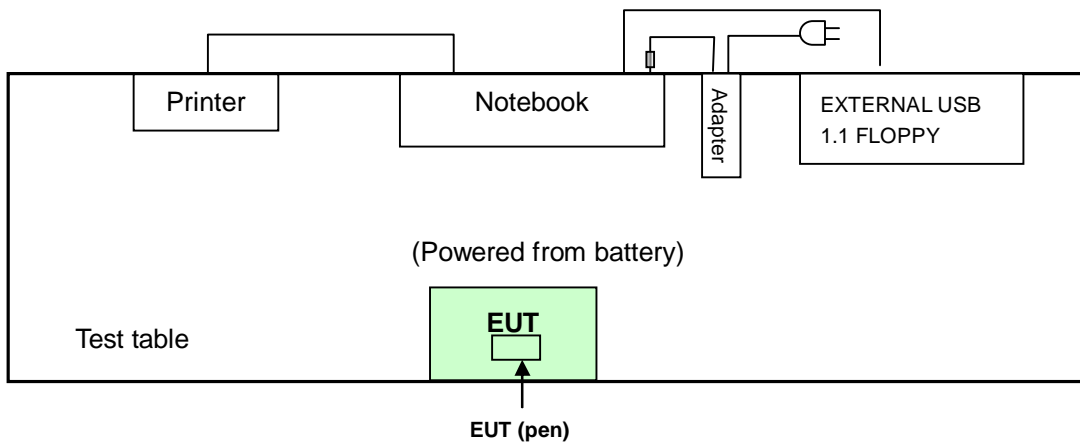 Printer
Notebook
Adapter
EXTERNAL USB
1.1 FLOPPY
(Powered from battery)
EUT
Test table
EUT (pen)